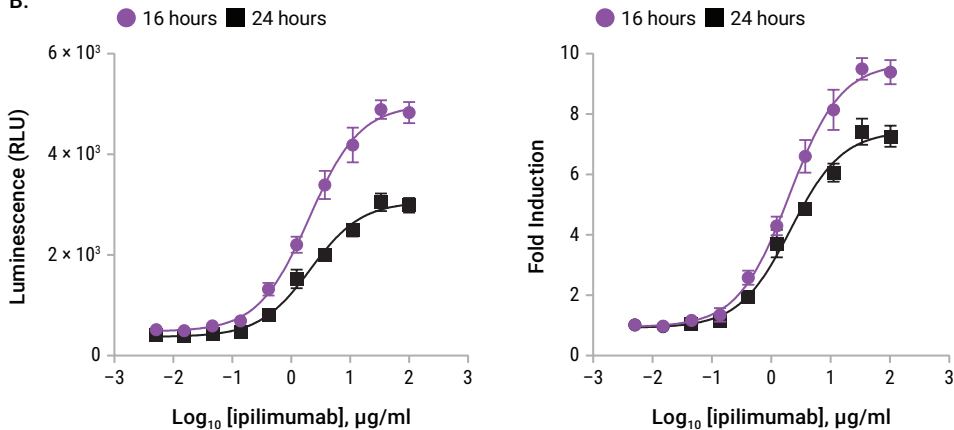 B.
16 hours 24 hours
Luminescence (RLU)
6 × 10³
4 × 10³
2 × 10³
0
−3 −2 −1 0 1 2 3
Log₁₀ [ipilimumab], µg/ml
16 hours 24 hours
Fold Induction
10
8
6
4
2
0
−3 −2 −1 0 1 2 3
Log₁₀ [ipilimumab], µg/ml